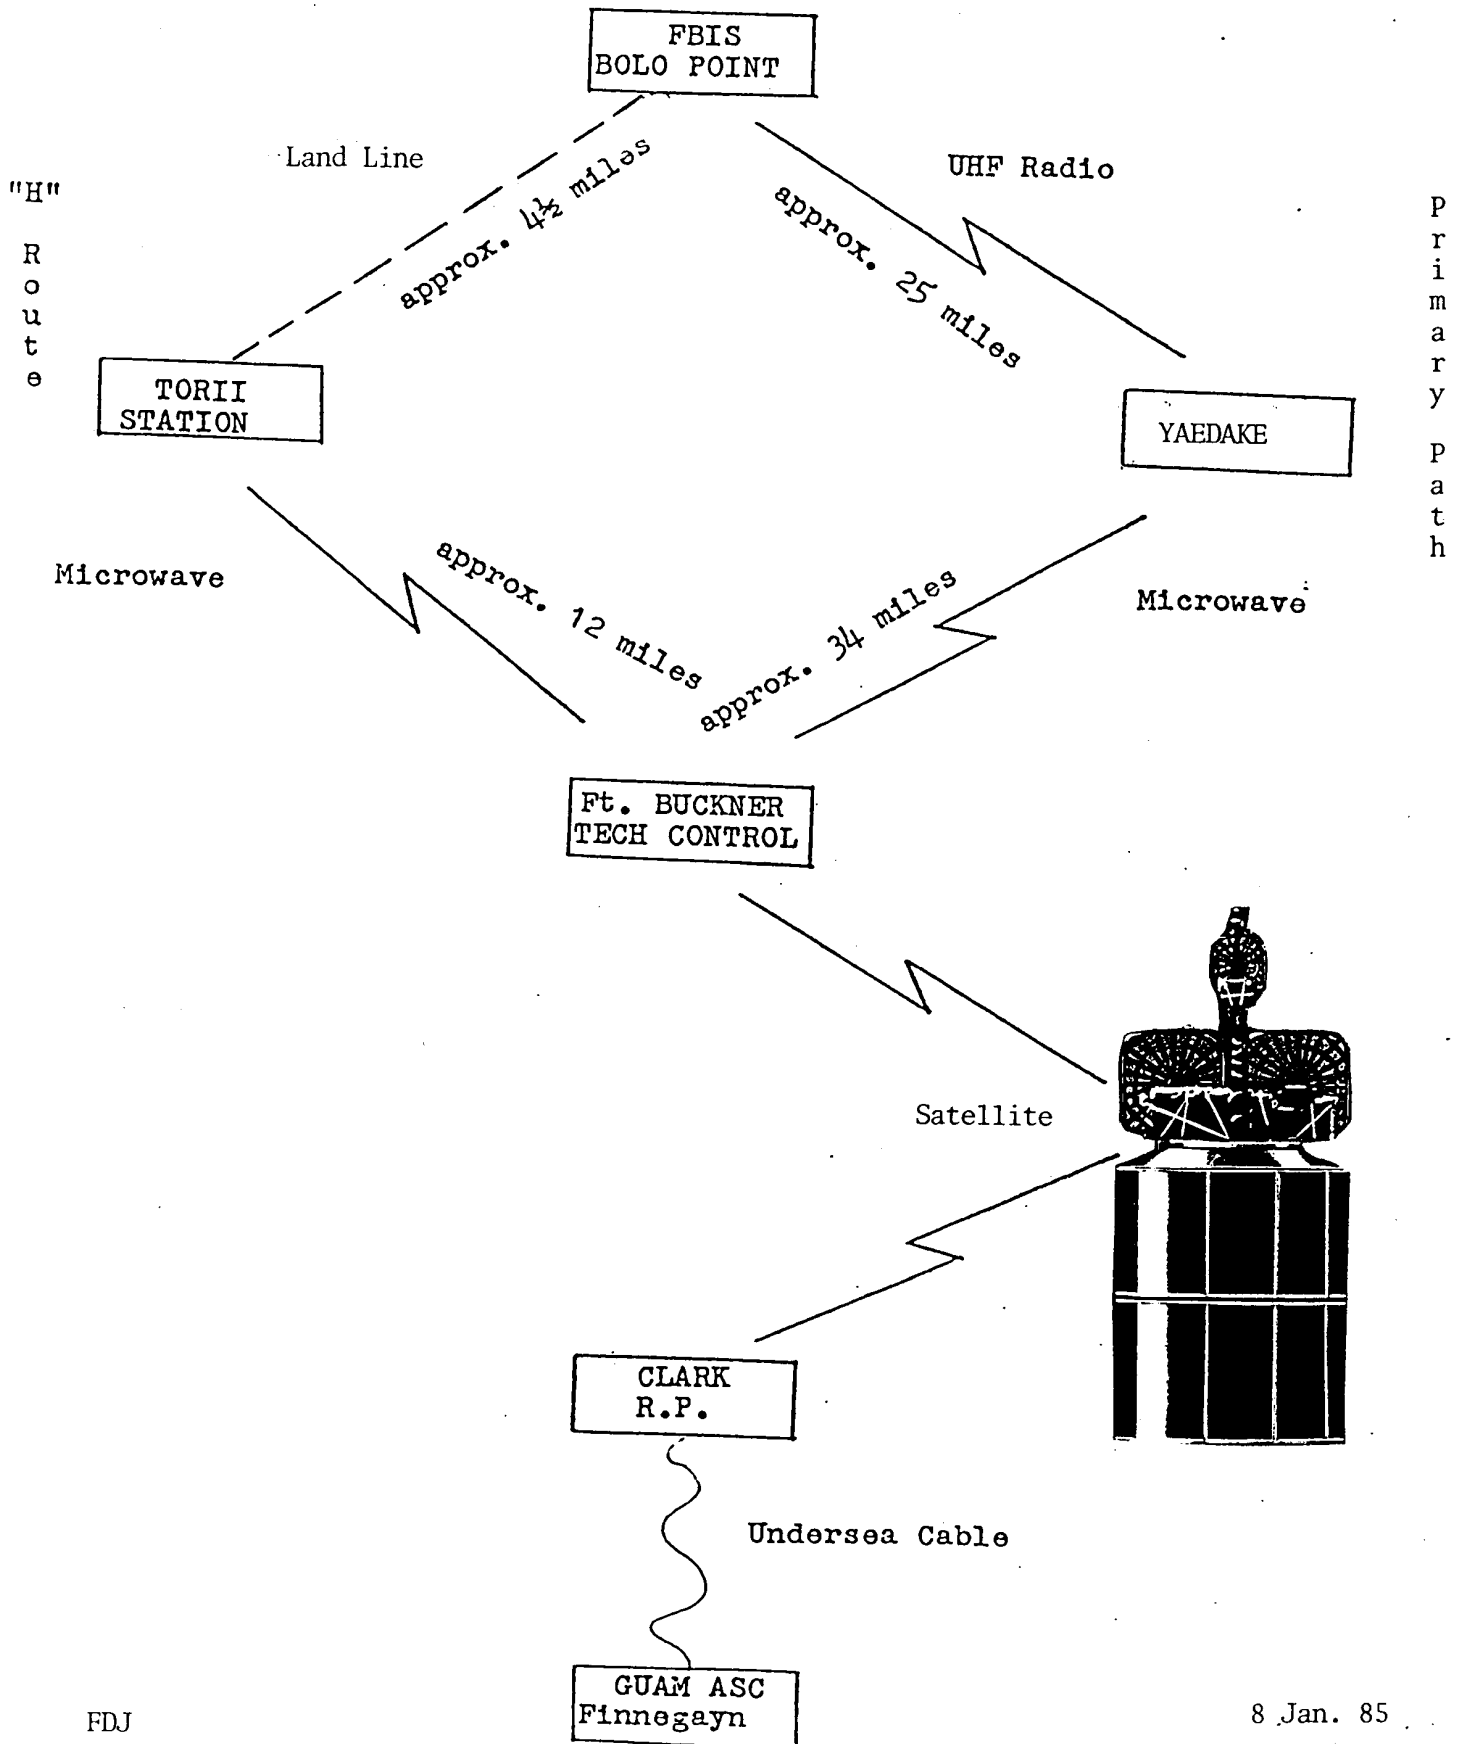 FBIS
BOLO POINT
Land Line
UHF Radio
"H"
Route
approx. 4½ miles
approx. 25 miles
Primary Path
TORII
STATION
YAEDAKE
Microwave
approx. 12 miles
approx. 34 miles
Microwave
Ft. BUCKNER
TECH CONTROL
Satellite
CLARK
R.P.
Undersea Cable
GUAM ASC
Finnegayn
FDJ
8 Jan. 85